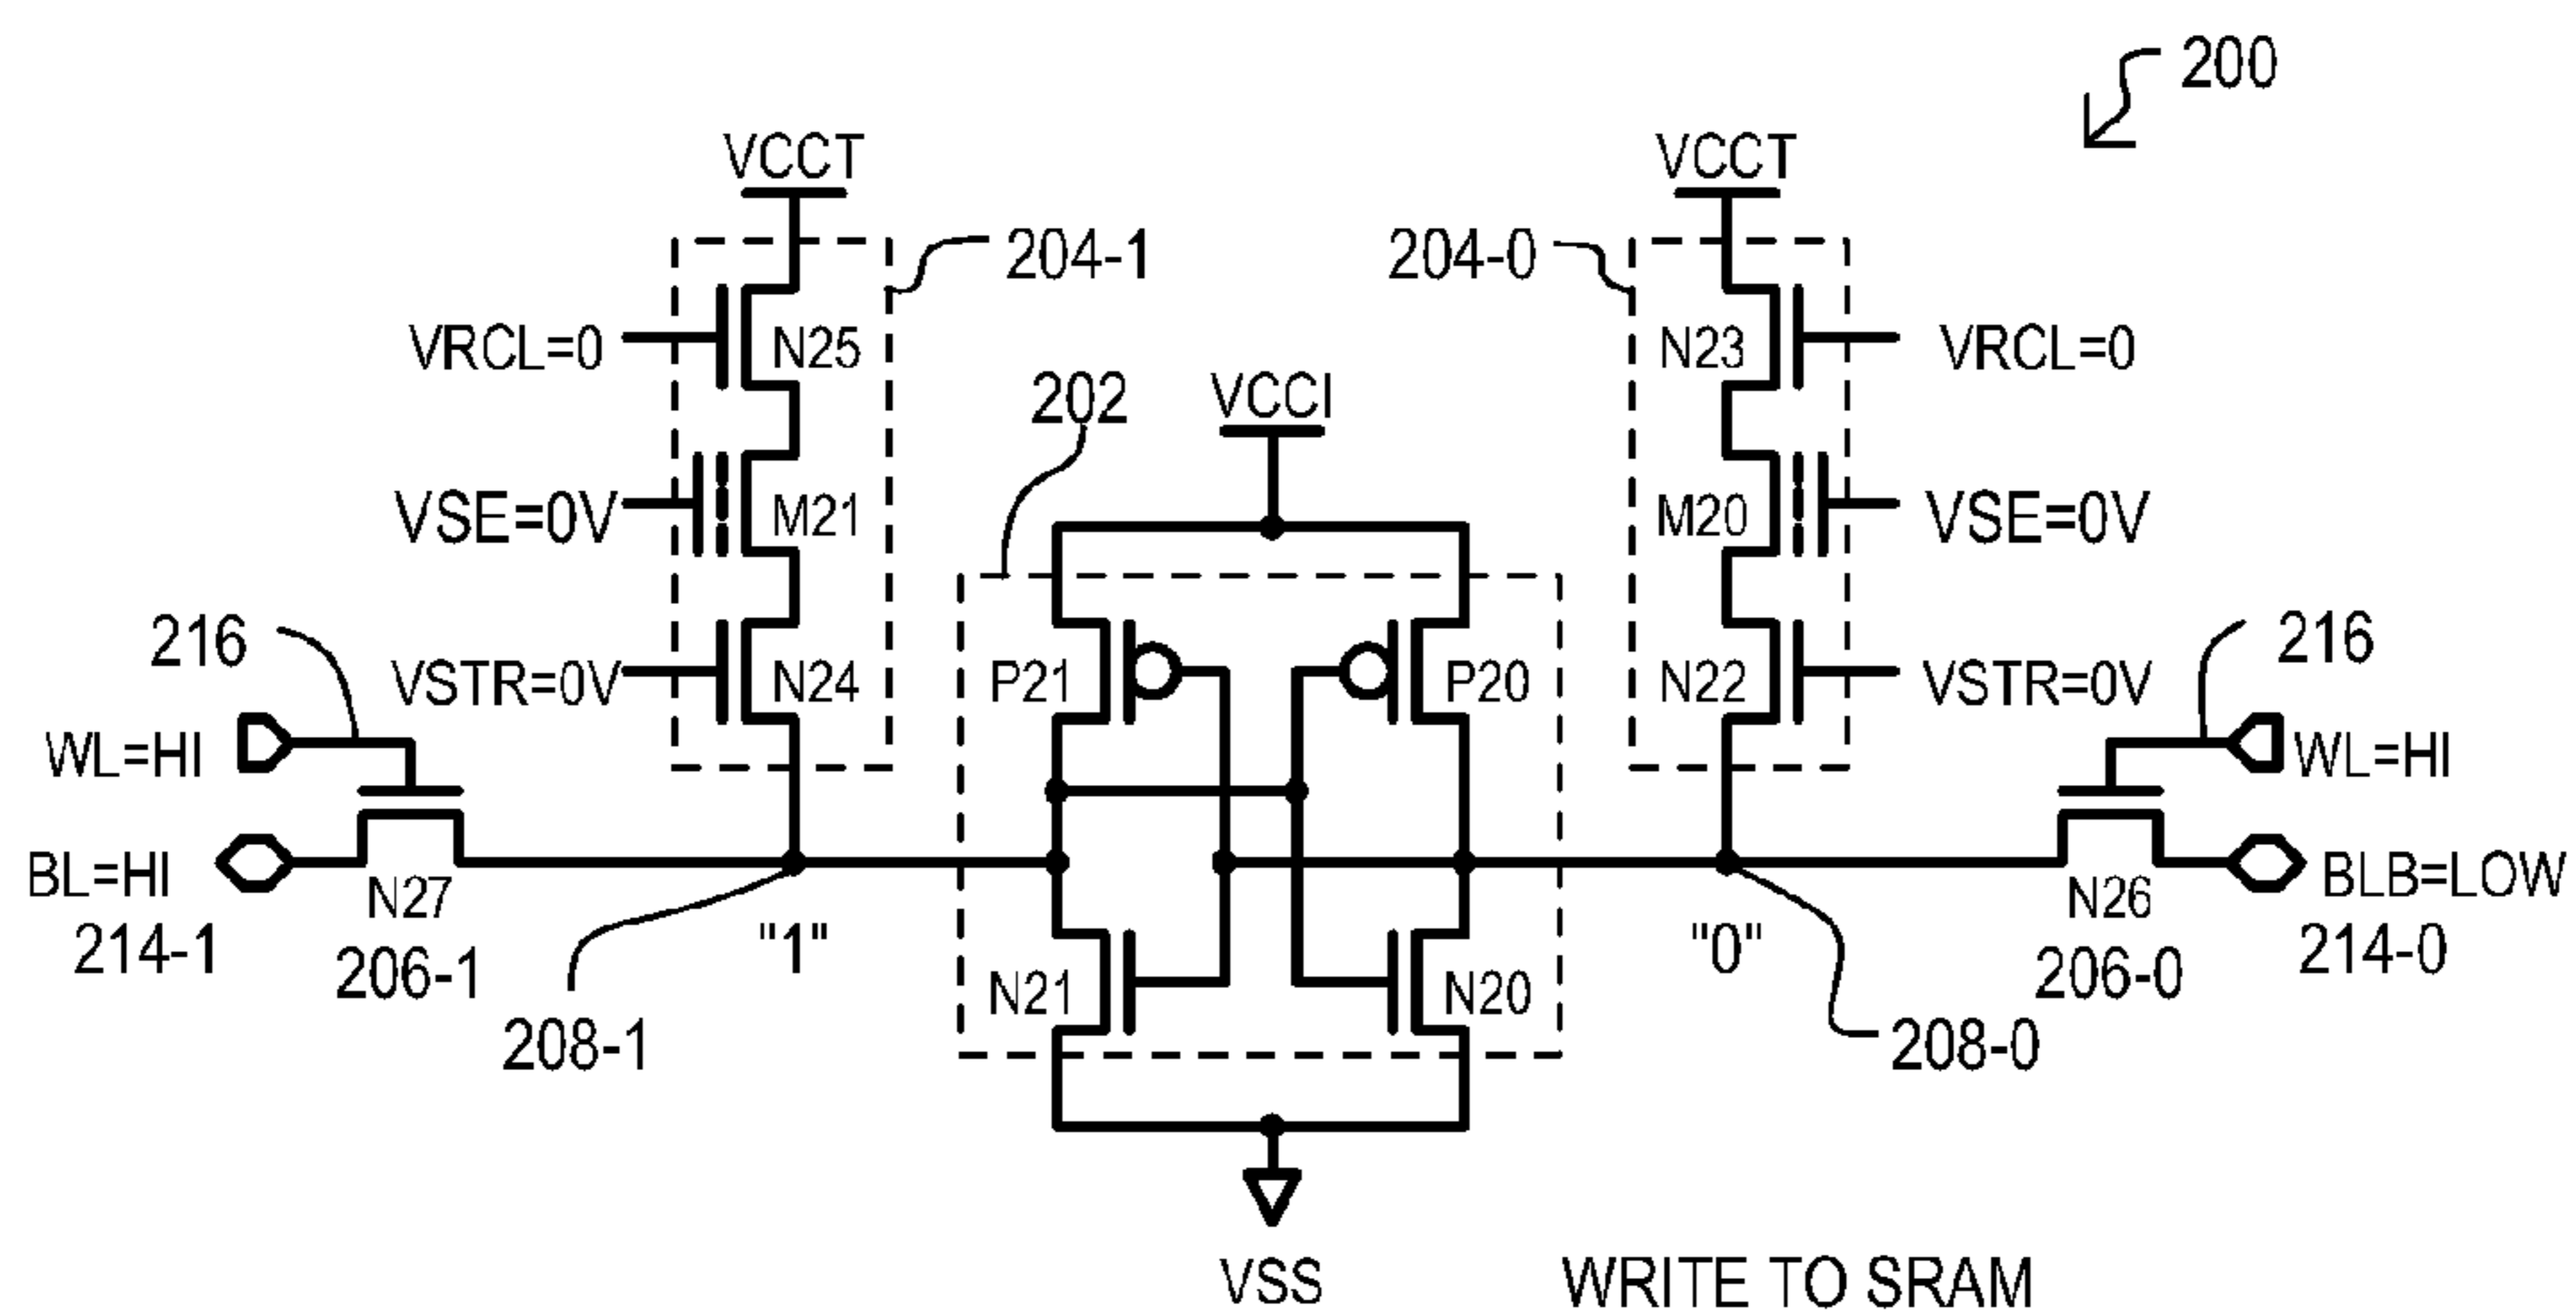 200
VCCT
VCCT
204-1
204-0
VRCL=0
N25
N23
VRCL=0
202
VCCI
VSE=0V
M21
M20
VSE=0V
216
VSTR=0V
N24
P21
P20
N22
VSTR=0V
216
WL=HI
WL=HI
BL=HI
N27
N26
BLB=LOW
214-1
206-1
"1"
N21
N20
"0"
206-0
214-0
208-1
208-0
VSS
WRITE TO SRAM